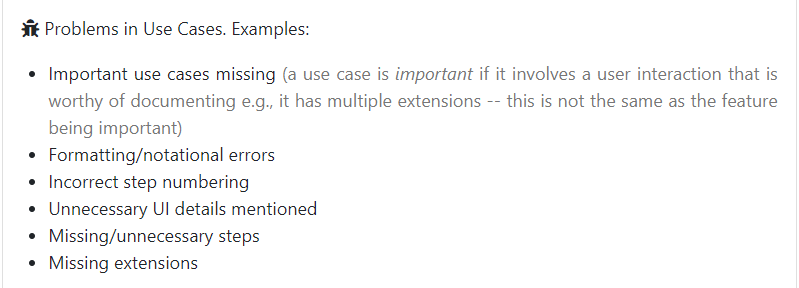 Problems in Use Cases. Examples:
Important use cases missing (a use case is important if it involves a user interaction that is
worthy of documenting e.g., it has multiple extensions -- this is not the same as the feature
being important)
Formatting/notational errors
Incorrect step numbering
Unnecessary UI details mentioned
Missing/unnecessary steps
Missing extensions